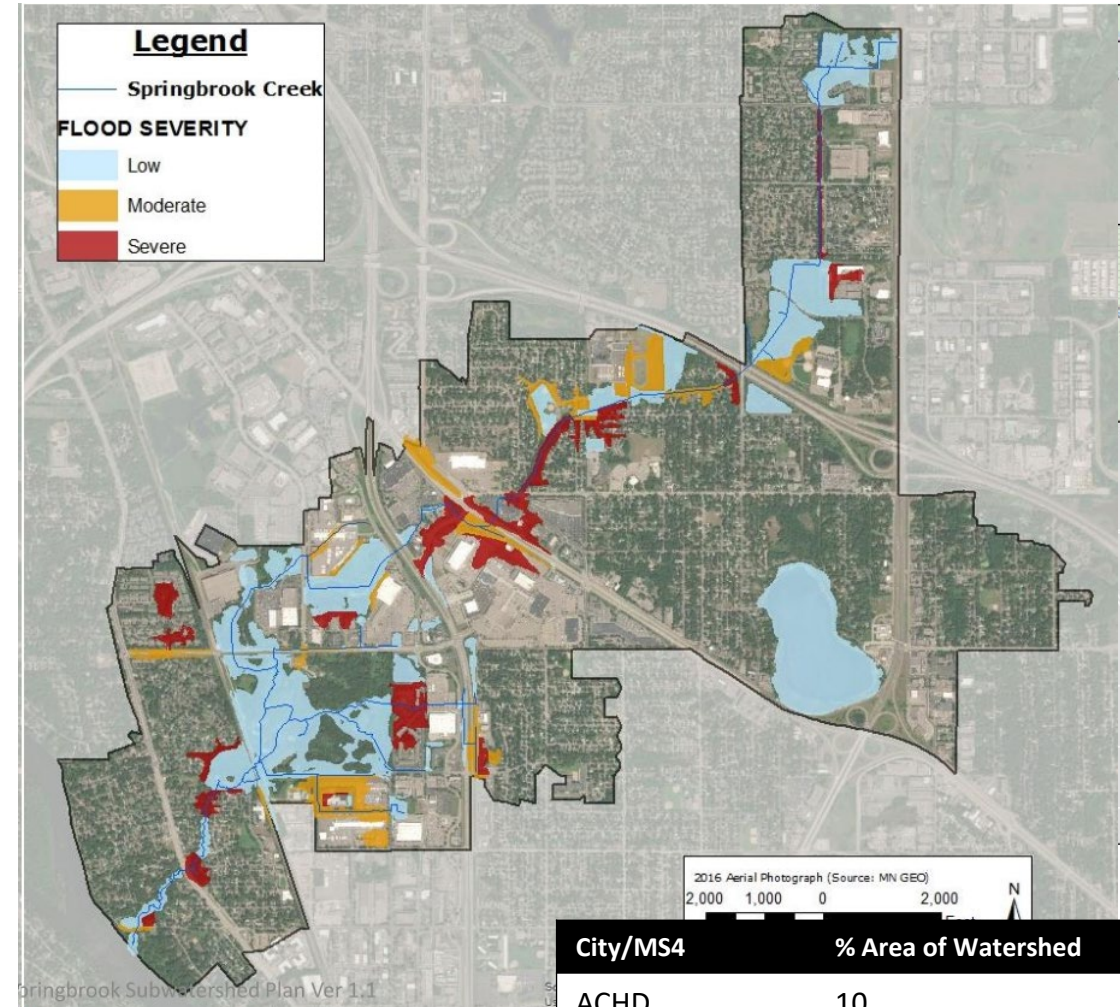 Legend
Springbrook Creek
FLOOD SEVERITY
Low
Moderate
Severe
2016 Aerial Photograph (Source: MN GEO)
2,000 1,000 0 2,000
N
City/MS4 % Area of Watershed
ACHD 10
pringbrook Subwatershed Plan Ver 1.1